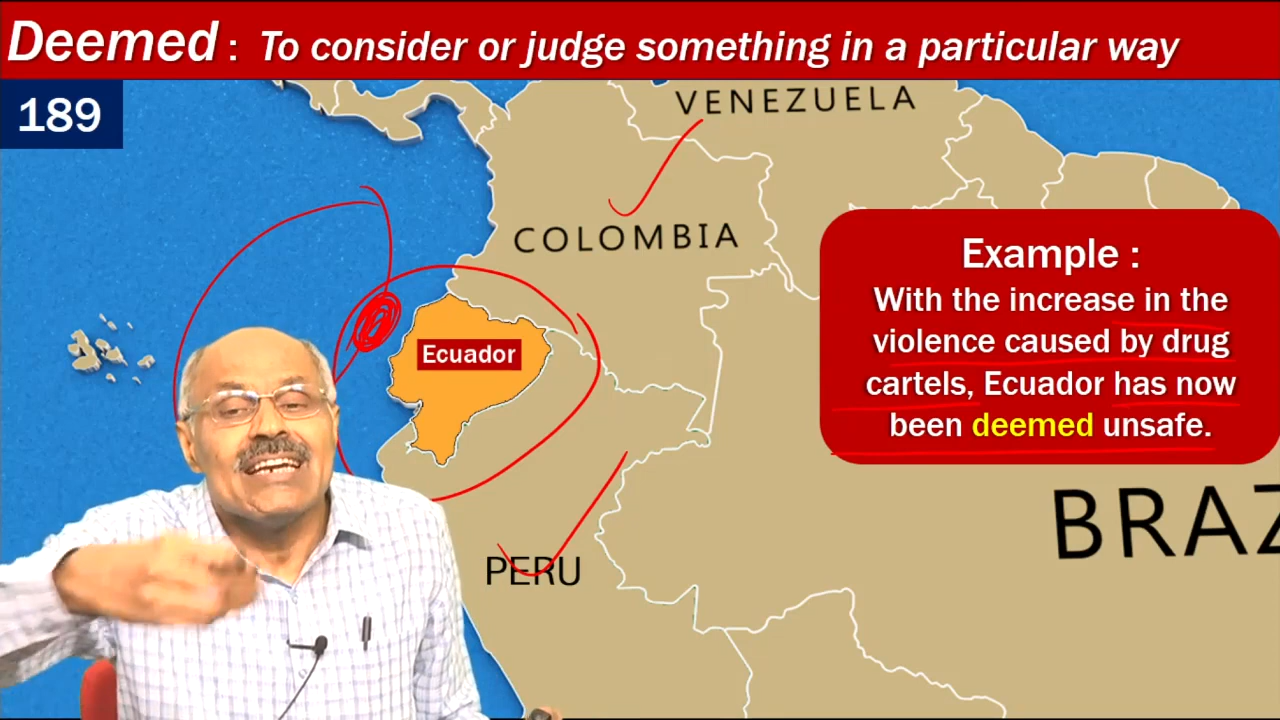 Deemed : To consider or judge something in a particular way
189
VENEZUELA
COLOMBIA
Example :
With the increase in the
violence caused by drug
cartels, Ecuador has now
been deemed unsafe.
Ecuador
BRAZ
PERU